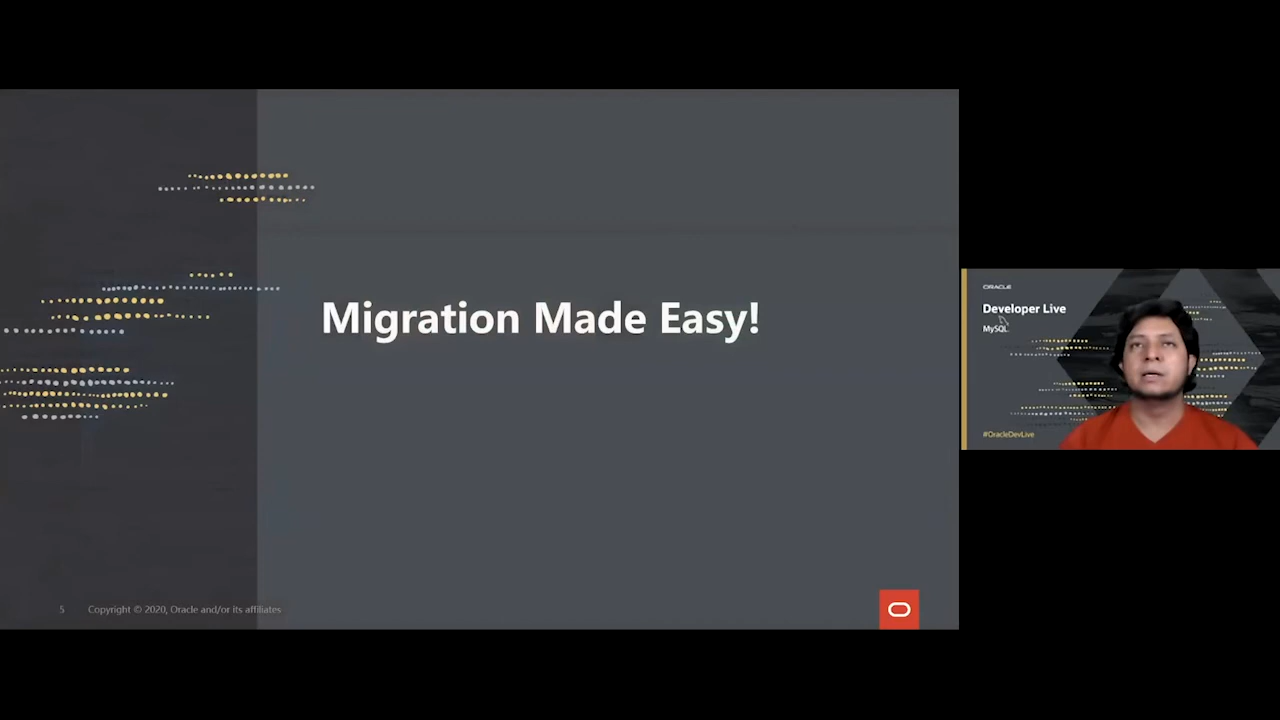 Migration Made Easy!
5 Copyright © 2020, Oracle and/or its affiliates
ORACLE
Developer Live
MySQL
#OracleDevLive